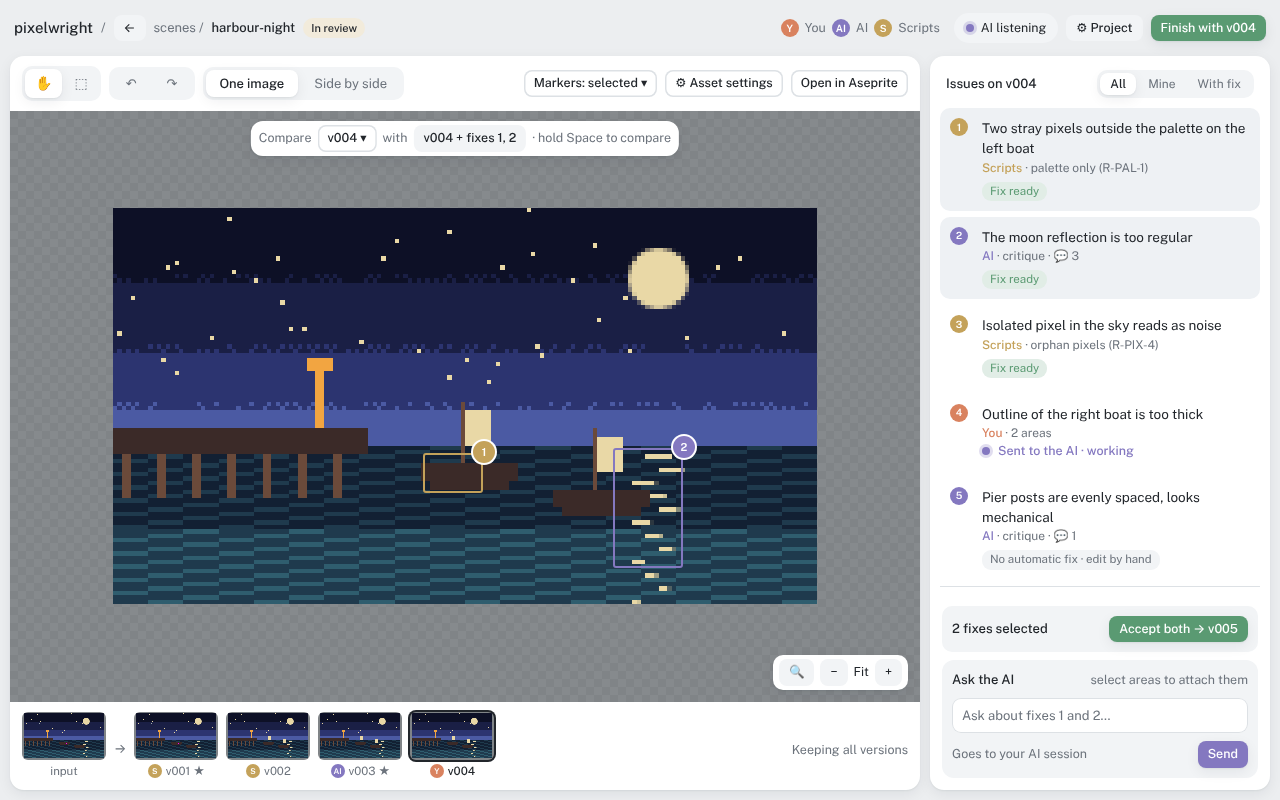 pixelwright / ← scenes / harbour-night In review
Y You AI AI S Scripts AI listening ⚙ Project Finish with v004
✋ ⬚ ↶ ↷ One image Side by side
Markers: selected ▾ ⚙ Asset settings Open in Aseprite
Compare v004 ▾ with v004 + fixes 1, 2 · hold Space to compare
1
2
🔍 − Fit +
→
input S v001 ★ S v002 AI v003 ★ Y v004
Keeping all versions
Issues on v004 All Mine With fix
1 Two stray pixels outside the palette on the
left boat
Scripts · palette only (R-PAL-1)
Fix ready
2 The moon reflection is too regular
AI · critique · 💬 3
Fix ready
3 Isolated pixel in the sky reads as noise
Scripts · orphan pixels (R-PIX-4)
Fix ready
4 Outline of the right boat is too thick
You · 2 areas
Sent to the AI · working
5 Pier posts are evenly spaced, looks
mechanical
AI · critique · 💬 1
No automatic fix · edit by hand
2 fixes selected Accept both → v005
Ask the AI select areas to attach them
Ask about fixes 1 and 2...
Goes to your AI session Send